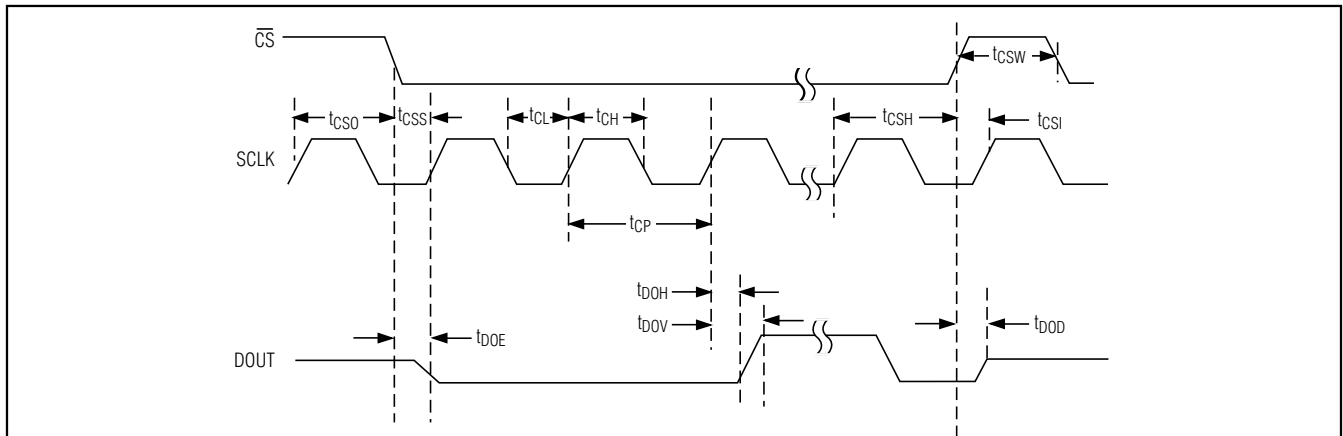 CS
tCSW
tCSO
tCSS
tCL
tCH
tCSH
tCSI
SCLK
tCP
tDOH
tDOV
tDOE
tDOD
DOUT